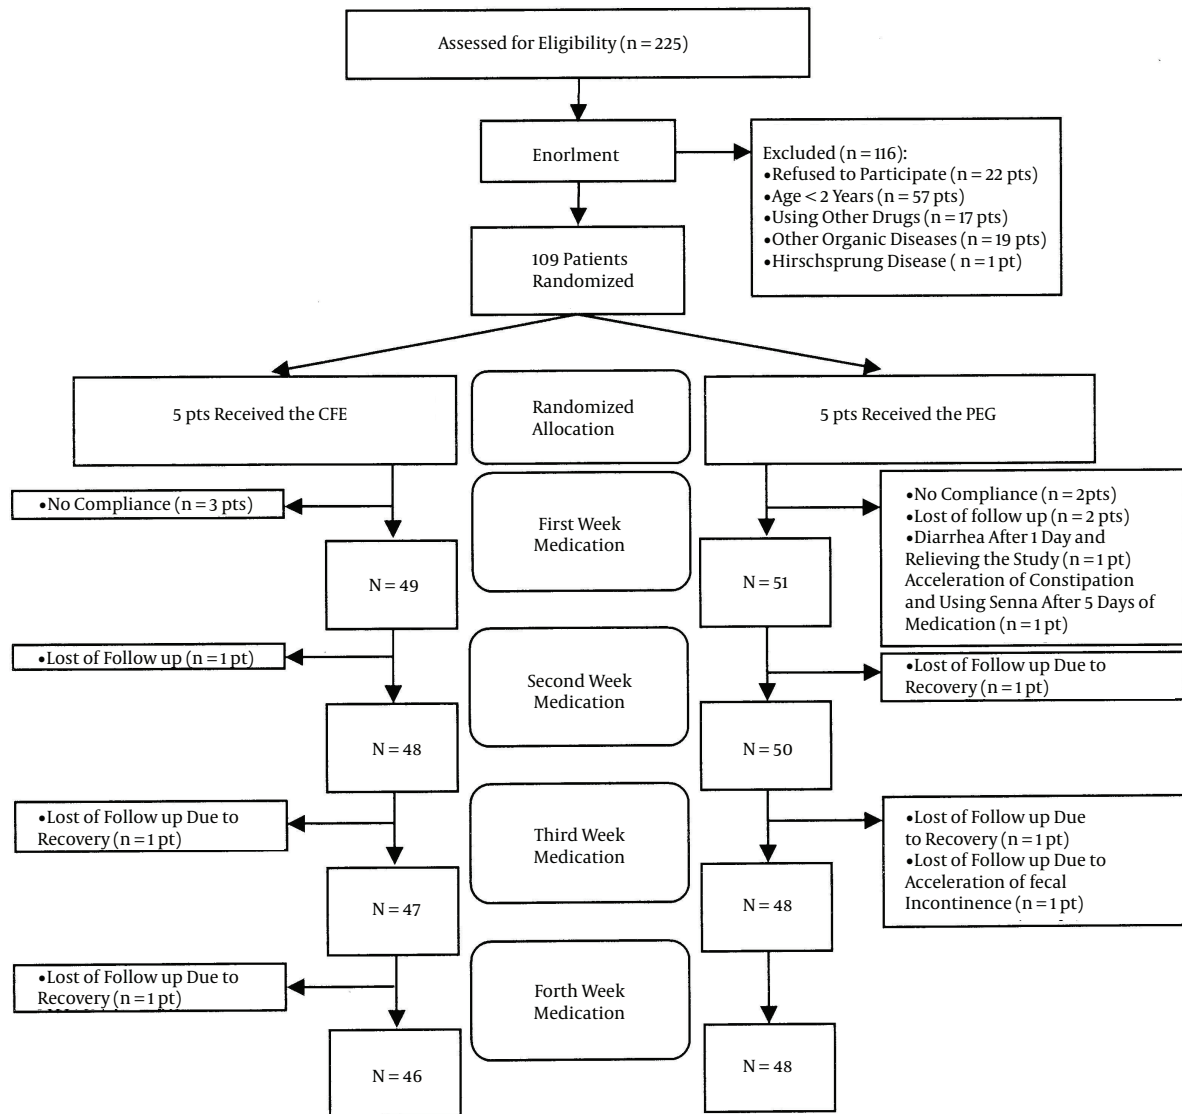 Assessed for Eligibility (n = 225)
Enorlment
Excluded (n = 116):
•Refused to Participate (n = 22 pts)
•Age < 2 Years (n = 57 pts)
•Using Other Drugs (n = 17 pts)
•Other Organic Diseases (n = 19 pts)
•Hirschsprung Disease ( n = 1 pt)
109 Patients
Randomized
5 pts Received the CFE
Randomized
Allocation
5 pts Received the PEG
•No Compliance (n = 3 pts)
First Week
Medication
•No Compliance (n = 2pts)
•Lost of follow up (n = 2 pts)
•Diarrhea After 1 Day and
Relieving the Study (n = 1 pt)
Acceleration of Constipation
and Using Senna After 5 Days of
Medication (n = 1 pt)
N = 49
N = 51
•Lost of Follow up (n = 1 pt)
Second Week
Medication
•Lost of Follow up Due to
Recovery (n = 1 pt)
N = 48
N = 50
•Lost of Follow up Due to
Recovery (n = 1 pt)
Third Week
Medication
•Lost of Follow up Due
to Recovery (n = 1 pt)
•Lost of Follow up Due to
Acceleration of fecal
Incontinence (n = 1 pt)
N = 47
N = 48
•Lost of Follow up Due to
Recovery (n = 1 pt)
Forth Week
Medication
N = 46
N = 48